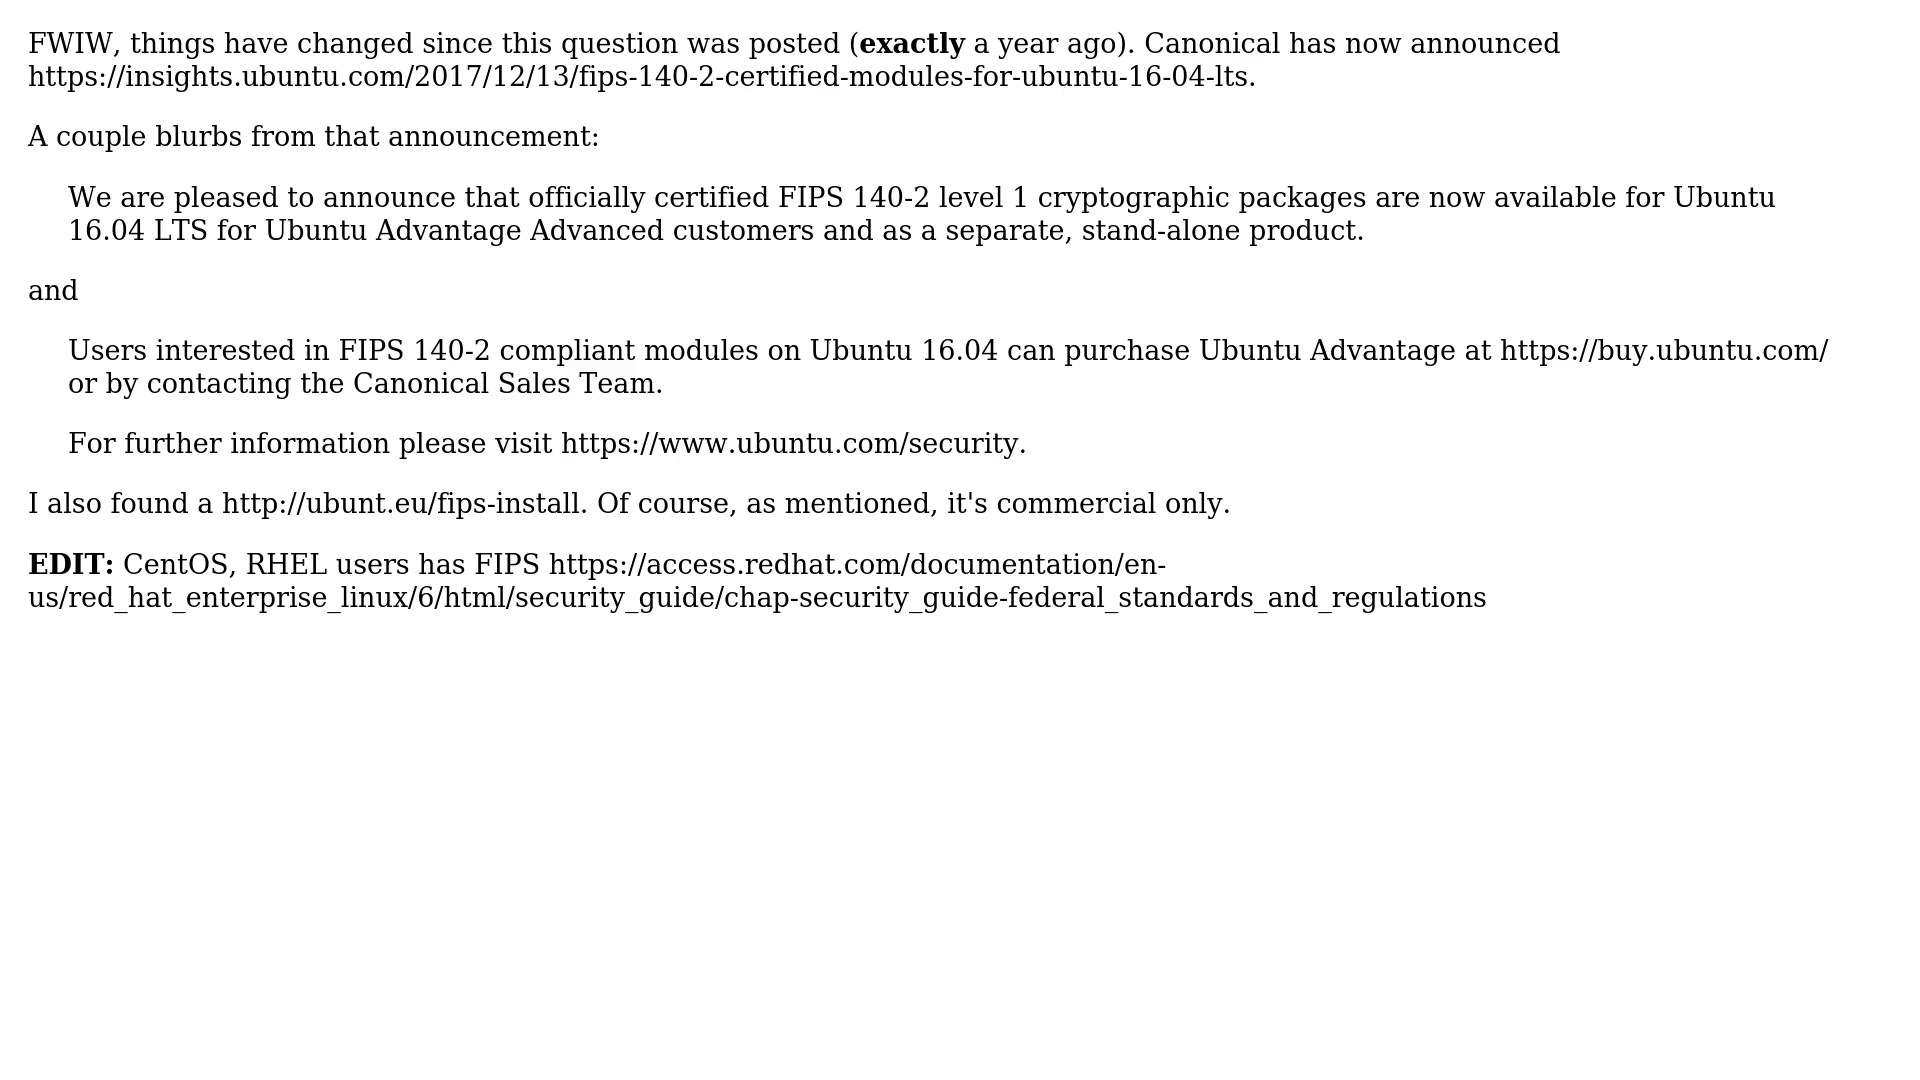 FWIW, things have changed since this question was posted (exactly a year ago). Canonical has now announced
https://insights.ubuntu.com/2017/12/13/fips-140-2-certified-modules-for-ubuntu-16-04-lts.
A couple blurbs from that announcement:
We are pleased to announce that officially certified FIPS 140-2 level 1 cryptographic packages are now available for Ubuntu
16.04 LTS for Ubuntu Advantage Advanced customers and as a separate, stand-alone product.
and
Users interested in FIPS 140-2 compliant modules on Ubuntu 16.04 can purchase Ubuntu Advantage at https://buy.ubuntu.com/
or by contacting the Canonical Sales Team.
For further information please visit https://www.ubuntu.com/security.
I also found a http://ubunt.eu/fips-install. Of course, as mentioned, it's commercial only.
EDIT: CentOS, RHEL users has FIPS https://access.redhat.com/documentation/en-
us/red_hat_enterprise_linux/6/html/security_guide/chap-security_guide-federal_standards_and_regulations